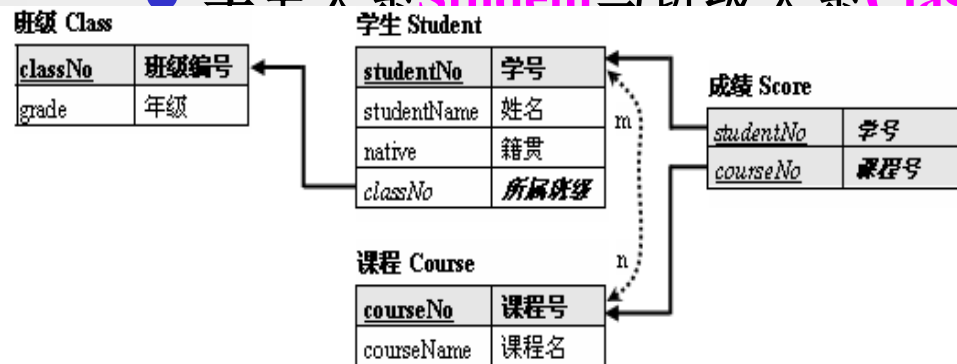 Student
班级 Class
classNo 班级编号
grade 年级
学生 Student
studentNo 学号
studentName 姓名
native 籍贯
classNo 所属班级
m
n
成绩 Score
studentNo 学号
courseNo 课程号
课程 Course
courseNo 课程号
courseName 课程名